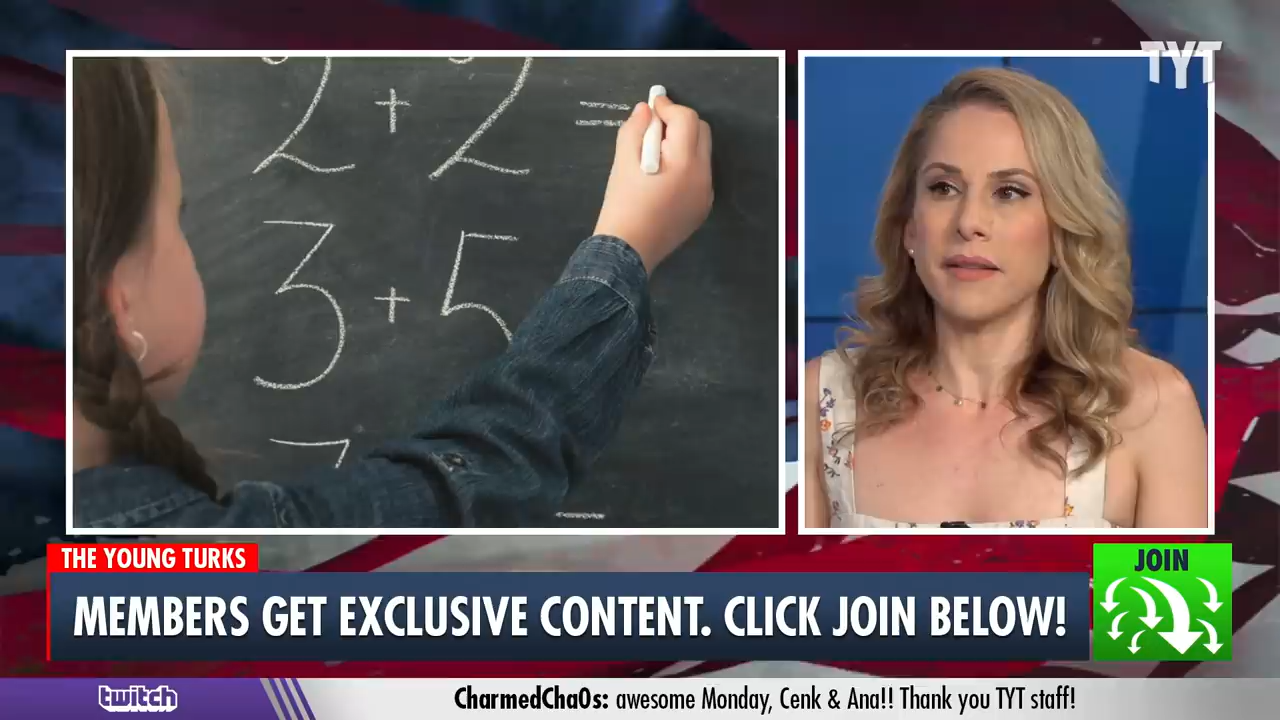 TYT
2 + 2 =
3 + 5
7
THE YOUNG TURKS
MEMBERS GET EXCLUSIVE CONTENT. CLICK JOIN BELOW!
JOIN
twitch
CharmedCha0s: awesome Monday, Cenk & Ana!! Thank you TYT staff!